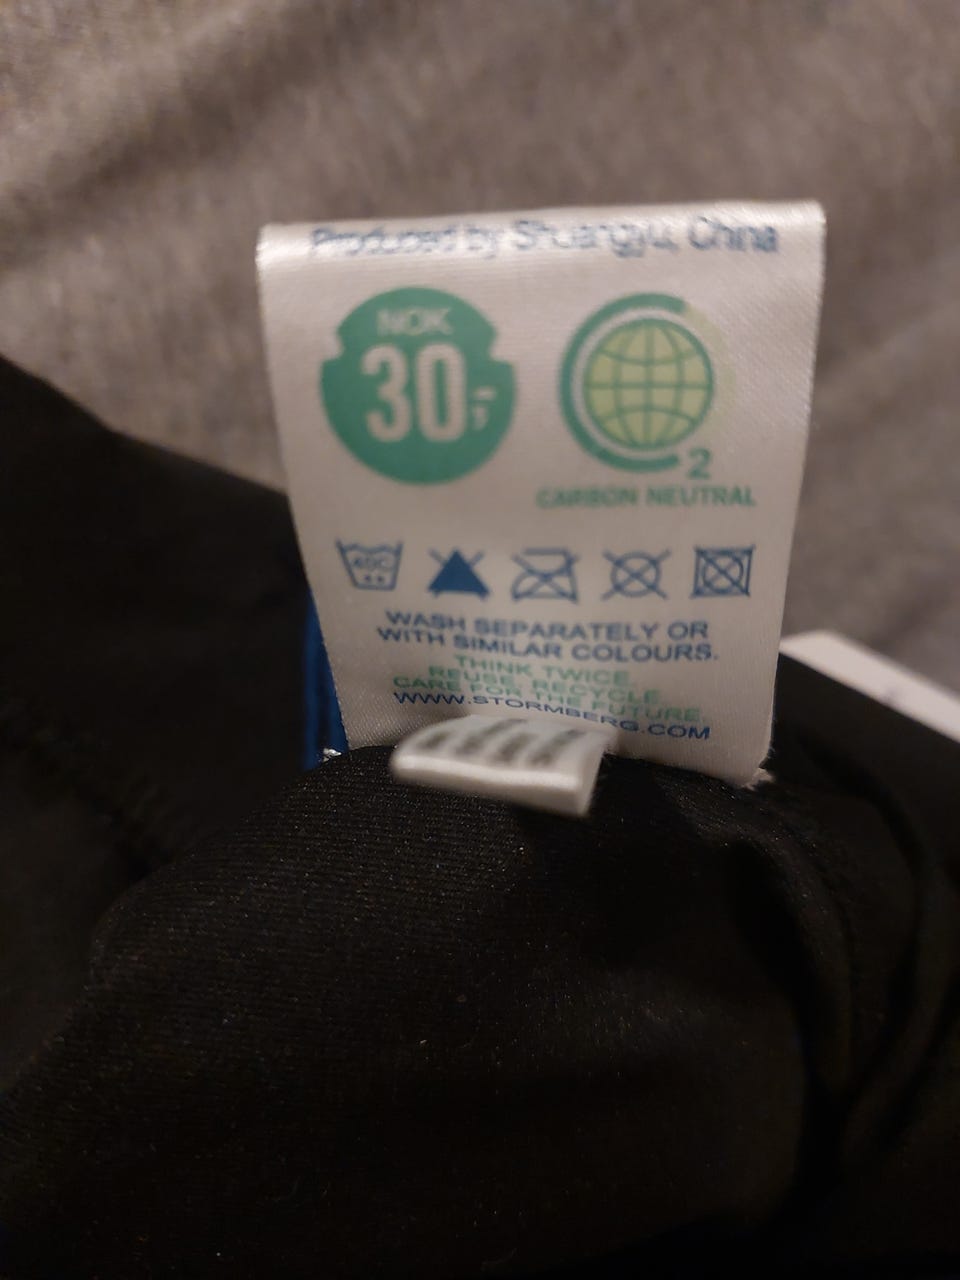 Produced by Shuangyu, China
NOK
30,-
2
CARBON NEUTRAL
40C
WASH SEPARATELY OR
WITH SIMILAR COLOURS.
THINK TWICE.
REUSE, RECYCLE.
CARE FOR THE FUTURE.
WWW.STORMBERG.COM